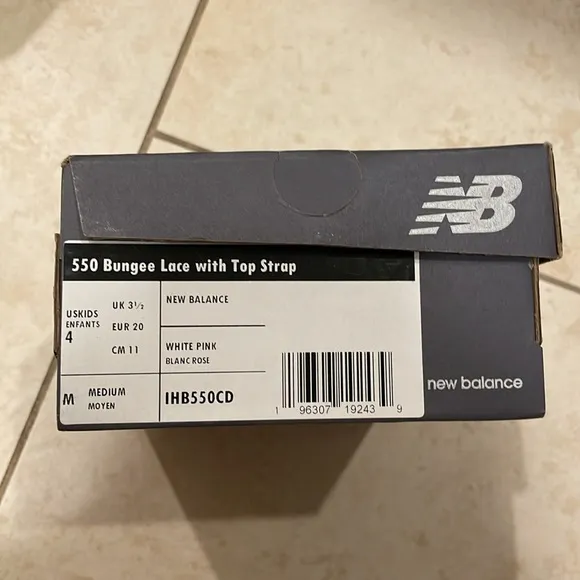 NB
550 Bungee Lace with Top Strap
USKIDS
ENFANTS
4
UK 3½
EUR 20
CM 11
NEW BALANCE
WHITE PINK
BLANC ROSE
M
MEDIUM
MOYEN
IHB550CD
1 96307 19243 9
new balance